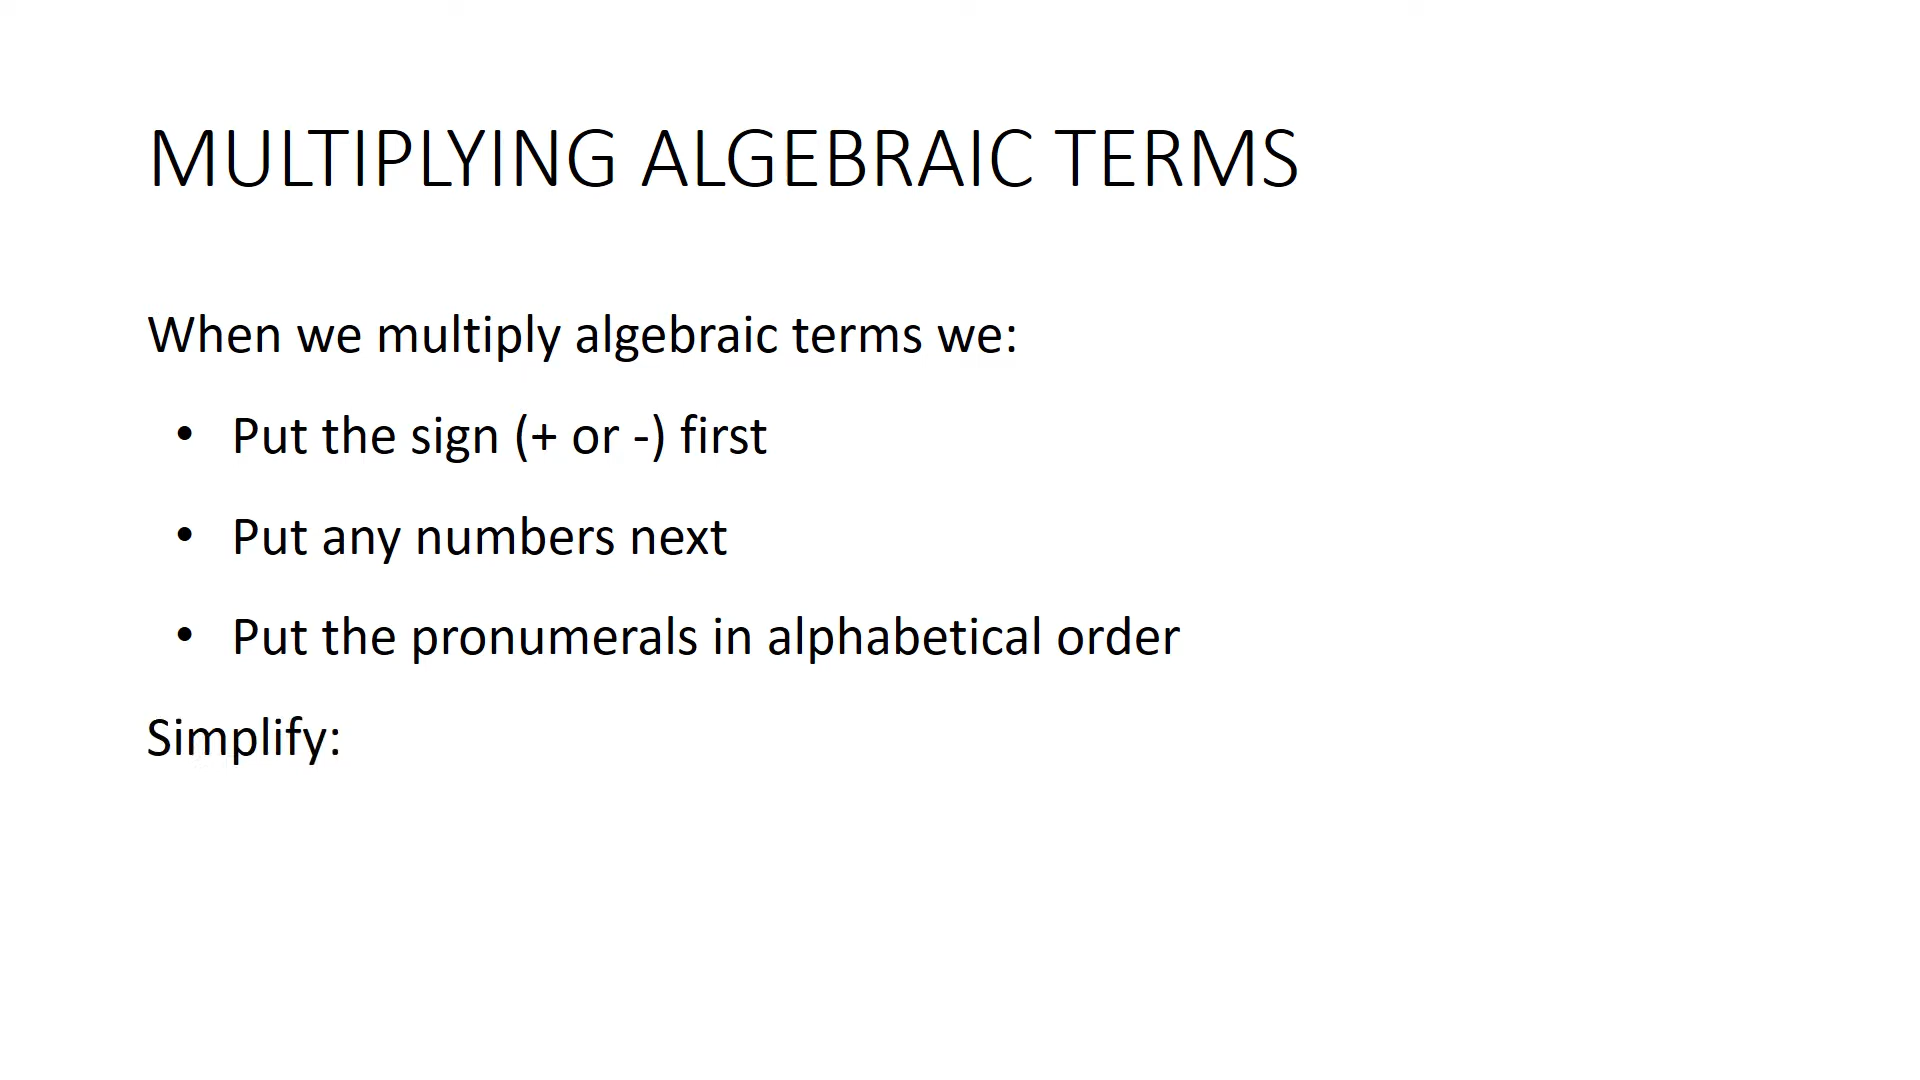 MULTIPLYING ALGEBRAIC TERMS
When we multiply algebraic terms we:
• Put the sign (+ or -) first
• Put any numbers next
• Put the pronumerals in alphabetical order
Simplify: